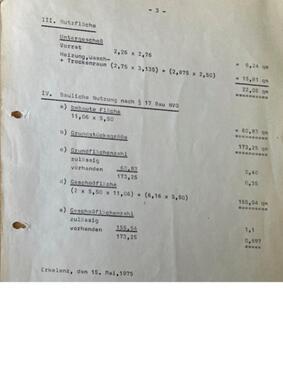 - 3 -
III. Nutzfläche
Untergeschoß
Vorrat 2,26 x 2,76 = 6,24 qm
Heizung,Wasch-
+ Trockenraum (2,75 x 3,135) + (2,875 x 2,50) = 15,81 qm
22,05 qm
IV. Bauliche Nutzung nach § 17 Bau NVO
a) bebaute Fläche
11,06 x 5,50 = 60,83 qm
b) Grundstücksgröße 173,25 qm
c) Grundflächenzahl
zulässig 0,40
vorhanden 60,83 0,35
173,25
d) Geschoßfläche
(2 x 5,50 x 11,06) + (6,16 x 5,50) 155,54 qm
e) Geschoßflächenzahl
zulässig 1,1
vorhanden 155,54 0,897
173,25
Erkelenz, den 15. Mai,1975